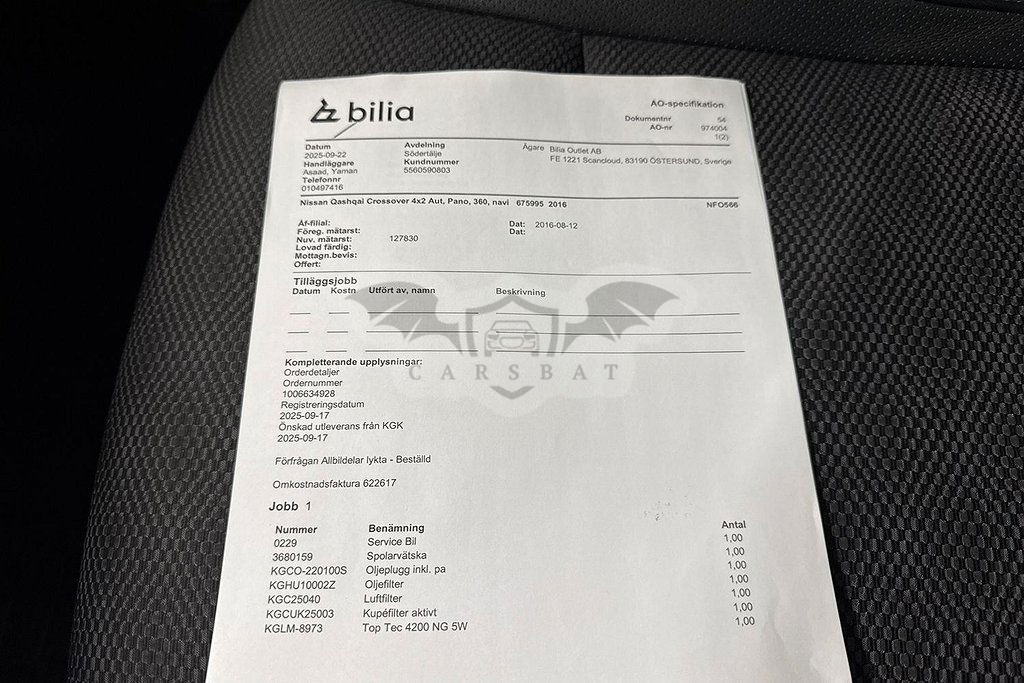 bilia
AO-specifikation
Dokumentnr 54
AO-nr 974004
1(2)
Datum Avdelning Ägare Bilia Outlet AB
2025-09-22 Södertälje FE 1221 Scancloud, 83190 ÖSTERSUND, Sverige
Handläggare Kundnummer
Asaad, Yaman 5560590803
Telefonnr
010497416
Nissan Qashqai Crossover 4x2 Aut, Pano, 360, navi 675995 2016 NFO566
Åf-filial: Dat: 2016-08-12
Föreg. mätarst: Dat:
Nuv. mätarst: 127830
Lovad färdig:
Mottagn.bevis:
Offert:
Tilläggsjobb
Datum Kostn Utfört av, namn Beskrivning
CARSBAT
Kompletterande upplysningar:
Orderdetaljer
Ordernummer
1006634928
Registreringsdatum
2025-09-17
Önskad utleverans från KGK
2025-09-17
Förfrågan Allbildelar lykta - Beställd
Omkostnadsfaktura 622617
Jobb 1
Nummer Benämning Antal
0229 Service Bil 1,00
3680159 Spolarvätska 1,00
KGCO-220100S Oljeplugg inkl. pa 1,00
KGHU10002Z Oljefilter 1,00
KGC25040 Luftfilter 1,00
KGCUK25003 Kupéfilter aktivt 1,00
KGLM-8973 Top Tec 4200 NG 5W 1,00